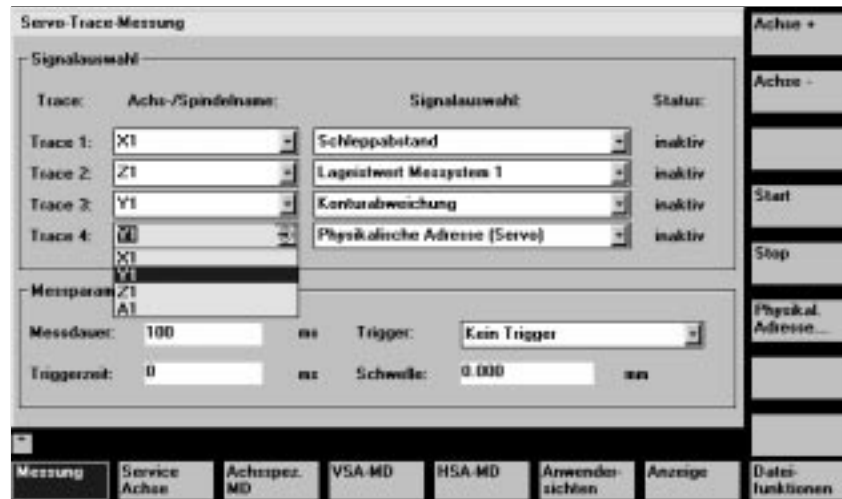 Servo-Trace-Messung
Signalauswahl
Trace: Achs-/Spindelname: Signalauswahl: Status:
Trace 1: X1 Schleppabstand inaktiv
Trace 2: Z1 Lageistwert Messystem 1 inaktiv
Trace 3: Y1 Konturabweichung inaktiv
Trace 4: Y1 Physikalische Adresse (Servo) inaktiv
X1
Y1
Z1
A1
Messparam
Messdauer: 100 ms Trigger: Kein Trigger
Triggerzeit: 0 ms Schwelle: 0.000 mm
Achse +
Achse -
Start
Stop
Physikal.
Adresse...
Messung
Service
Achse
Achsspez.
MD
VSA-MD
HSA-MD
Anwender-
sichten
Anzeige
Datei-
funktionen